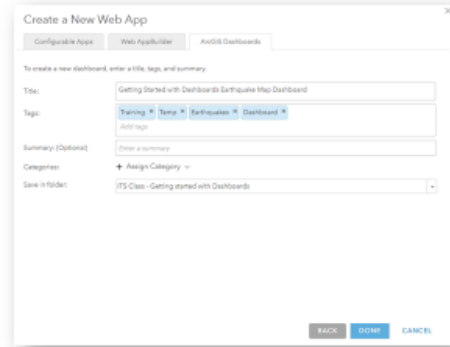 Create a New Web App
Configurable Apps Web AppBuilder ArcGIS Dashboards
To create a new dashboard, enter a title, tags, and summary.
Title: Getting Started with Dashboards Earthquake Map Dashboard
Tags: Training × Temp × Earthquakes × Dashboard ×
Add tags
Summary: (Optional) Enter a summary
Categories: + Assign Category
Save in folder: ITS Class - Getting started with Dashboards
BACK DONE CANCEL